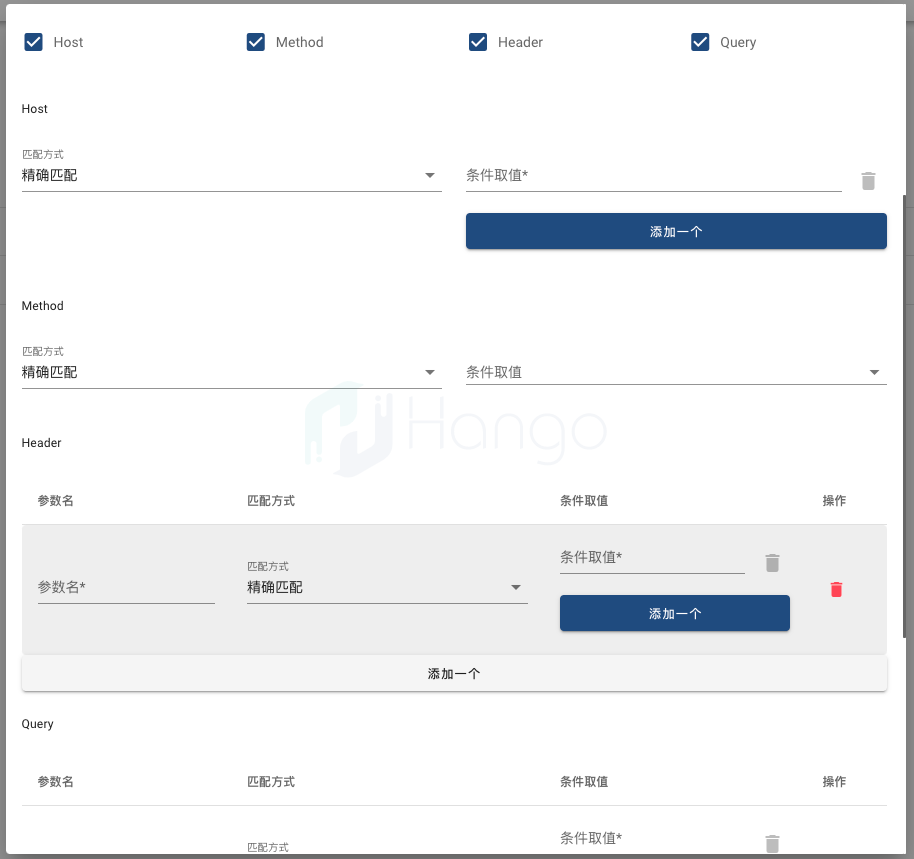 Host Method Header Query
Host
匹配方式
精确匹配 条件取值*
添加一个
Method
匹配方式
精确匹配 条件取值
Hango
Header
参数名 匹配方式 条件取值 操作
条件取值*
匹配方式
参数名* 精确匹配
添加一个
添加一个
Query
参数名 匹配方式 条件取值 操作
条件取值*
匹配方式